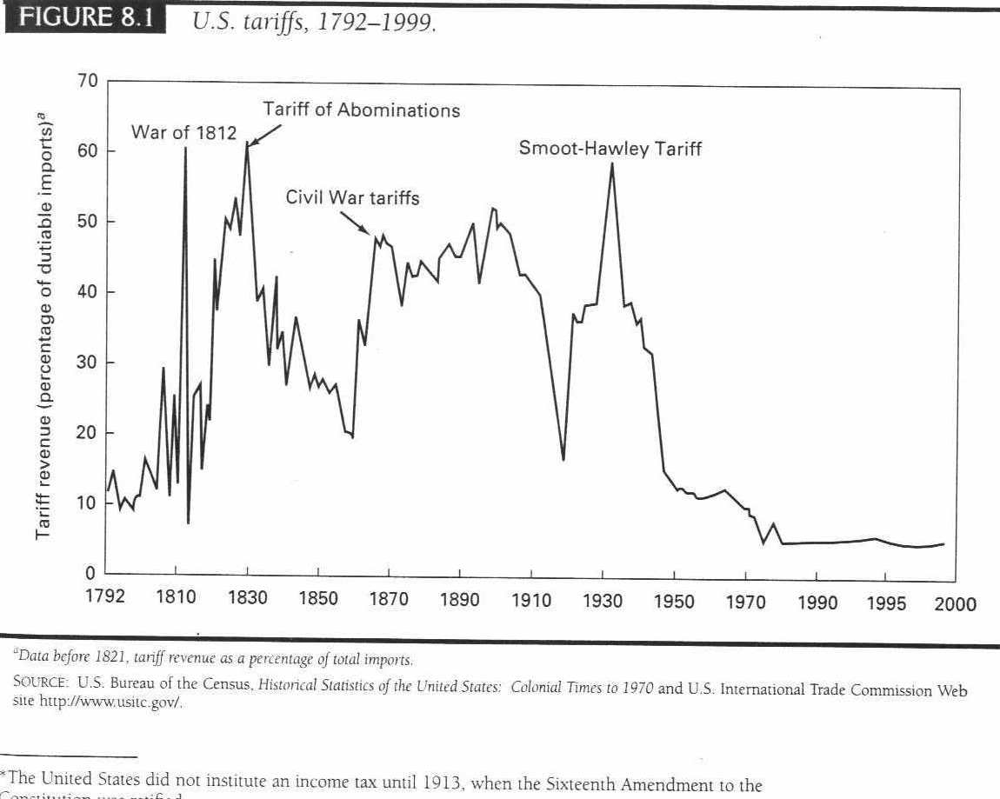 FIGURE 8.1 U.S. tariffs, 1792–1999.
70
60
50
40
30
20
10
0
Tariff revenue (percentage of dutiable imports)a
War of 1812
Tariff of Abominations
Civil War tariffs
Smoot-Hawley Tariff
1792 1810 1830 1850 1870 1890 1910 1930 1950 1970 1990 1995 2000
aData before 1821, tariff revenue as a percentage of total imports.
SOURCE: U.S. Bureau of the Census, Historical Statistics of the United States: Colonial Times to 1970 and U.S. International Trade Commission Web
site http://www.usitc.gov/.
*The United States did not institute an income tax until 1913, when the Sixteenth Amendment to the
Constitution was ratified